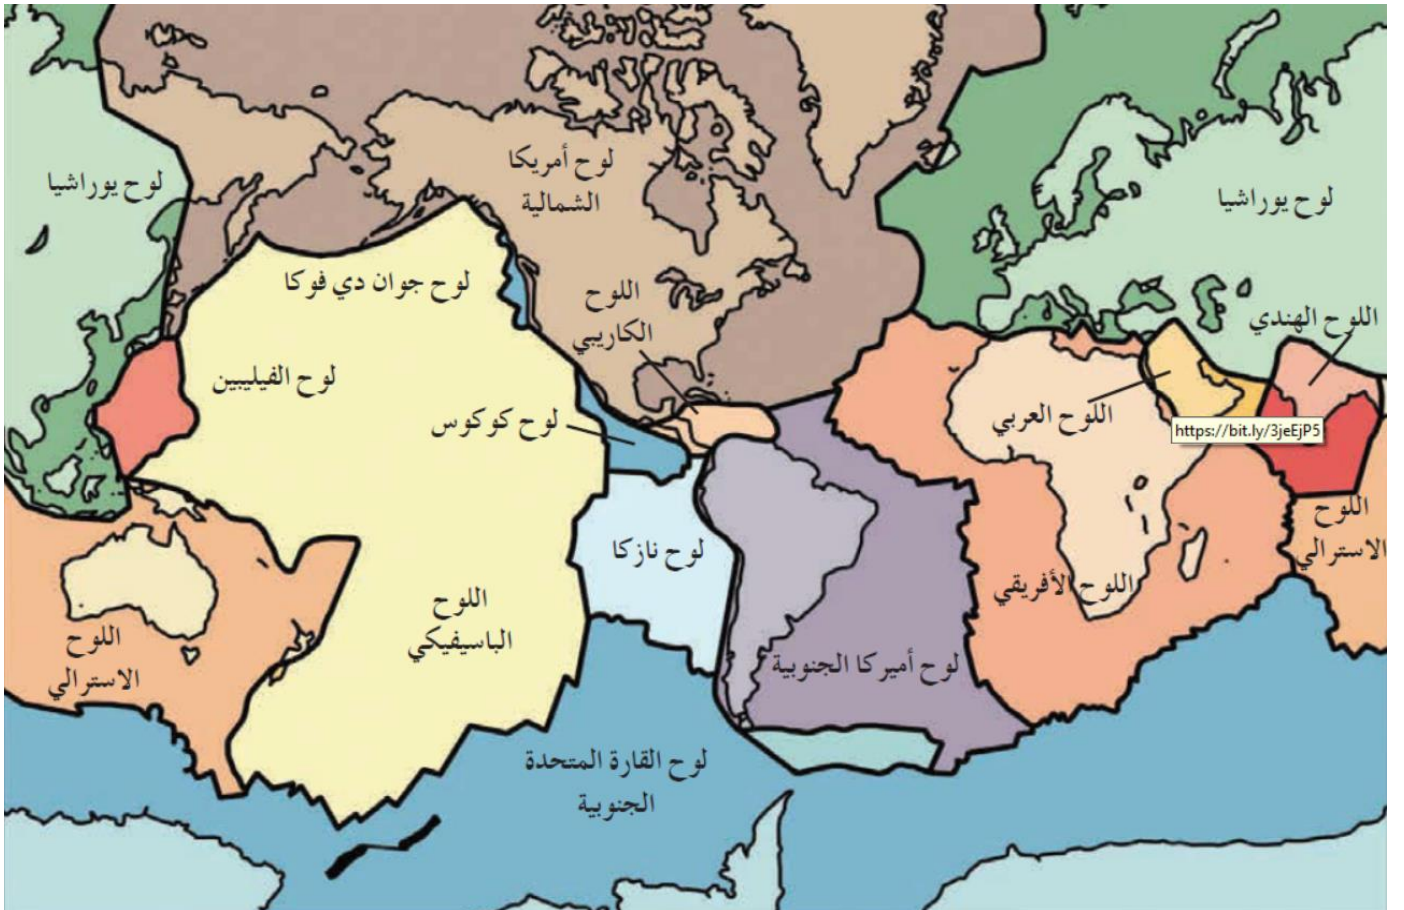 لوح أمريكا
الشمالية
لوح يوراشيا
لوح يوراشيا
لوح جوان دي فوكا
اللوح
الكاريبي
اللوح الهندي
لوح الفيليبين
لوح كوكوس
اللوح العربي
https://bit.ly/3jeEjP5
اللوح
الاسترالي
لوح نازكا
اللوح الأفريقي
اللوح
الباسيفيكي
اللوح
الاسترالي
لوح أميركا الجنوبية
لوح القارة المتحدة
الجنوبية